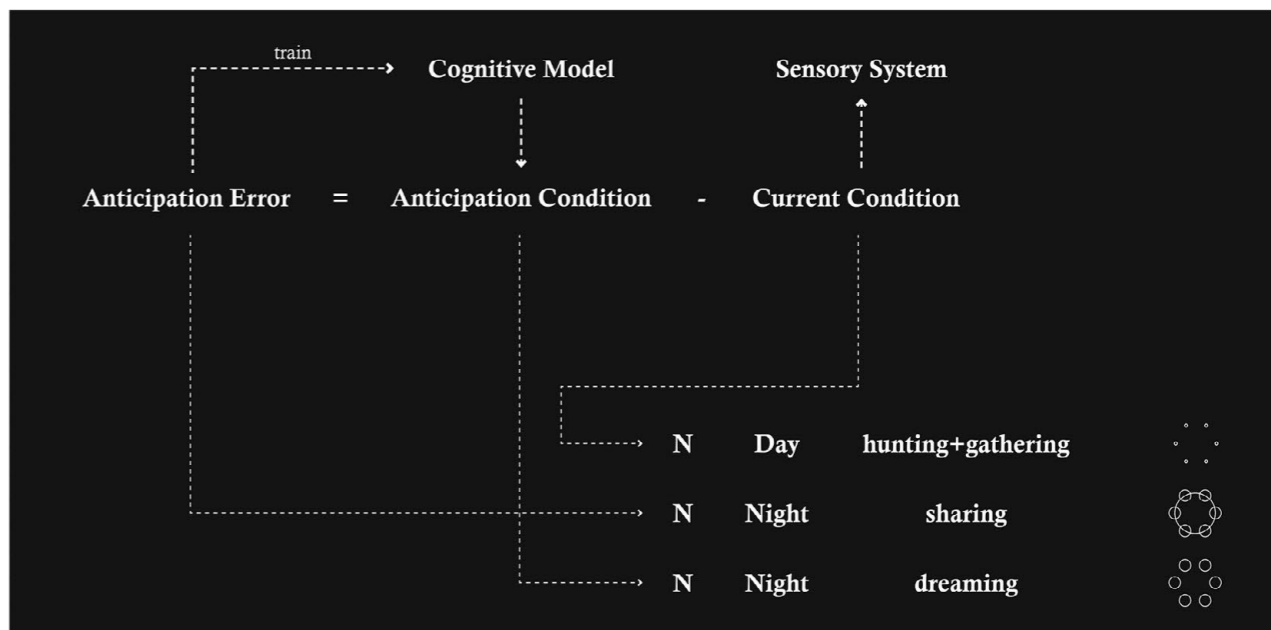 train
Cognitive Model Sensory System
Anticipation Error = Anticipation Condition - Current Condition
N Day hunting+gathering
N Night sharing
N Night dreaming